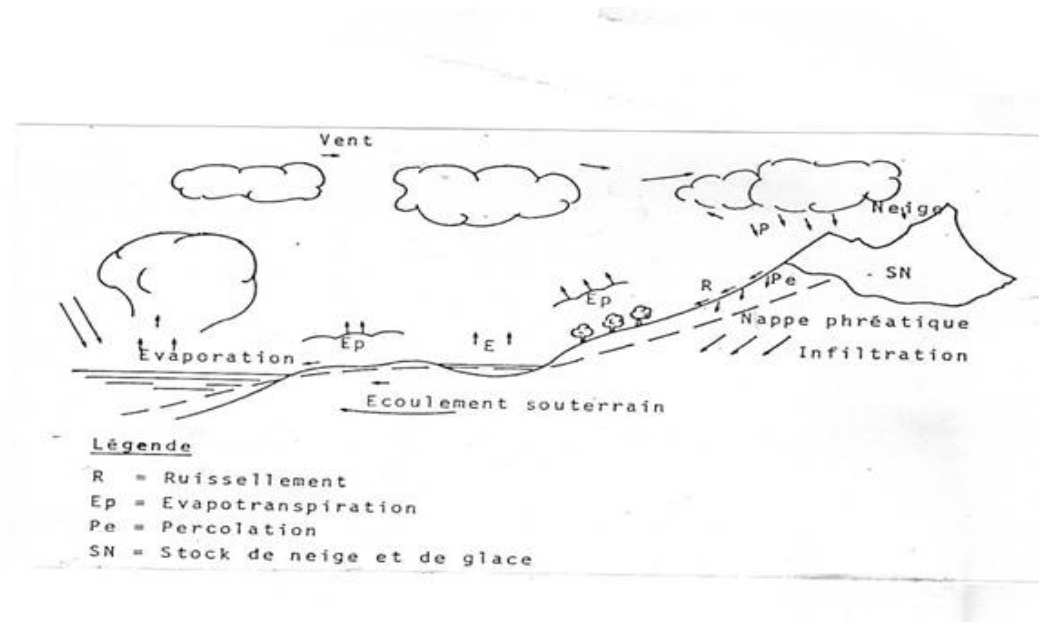 Vent
Neige
P
SN
R
Pe
Ep
Nappe phréatique
Ep
E
Evaporation
Infiltration
Ecoulement souterrain
Légende
R = Ruissellement
Ep = Evapotranspiration
Pe = Percolation
SN = Stock de neige et de glace